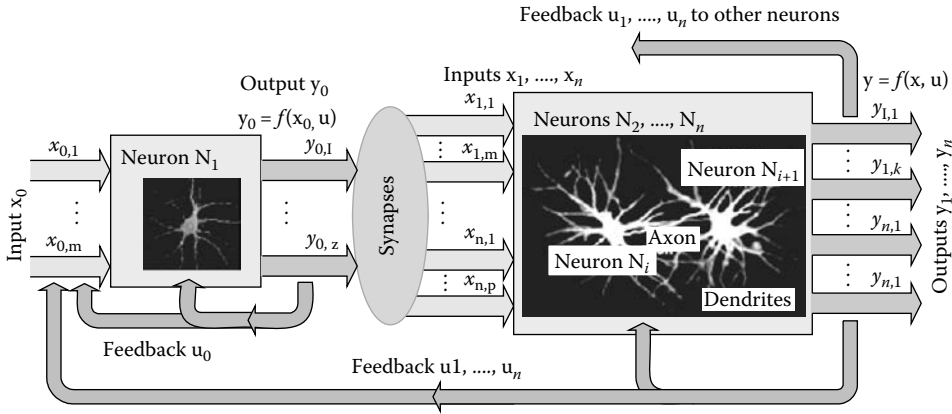 Feedback u1, ...., un to other neurons
Output y0
y0 = f(x0, u)
Inputs x1, ...., xn
y = f(x, u)
Input x0
x0,1
⋮
x0,m
Neuron N1
y0,I
⋮
y0, z
Synapses
x1,1
⋮
x1,m
xn,1
⋮
xn,p
Neurons N2, ...., Nn
Neuron Ni+1
Axon
Neuron Ni
Dendrites
yI,1
⋮
y1,k
⋮
yn,1
⋮
yn,1
Outputs y1, ...., yn
Feedback u0
Feedback u1, ...., un